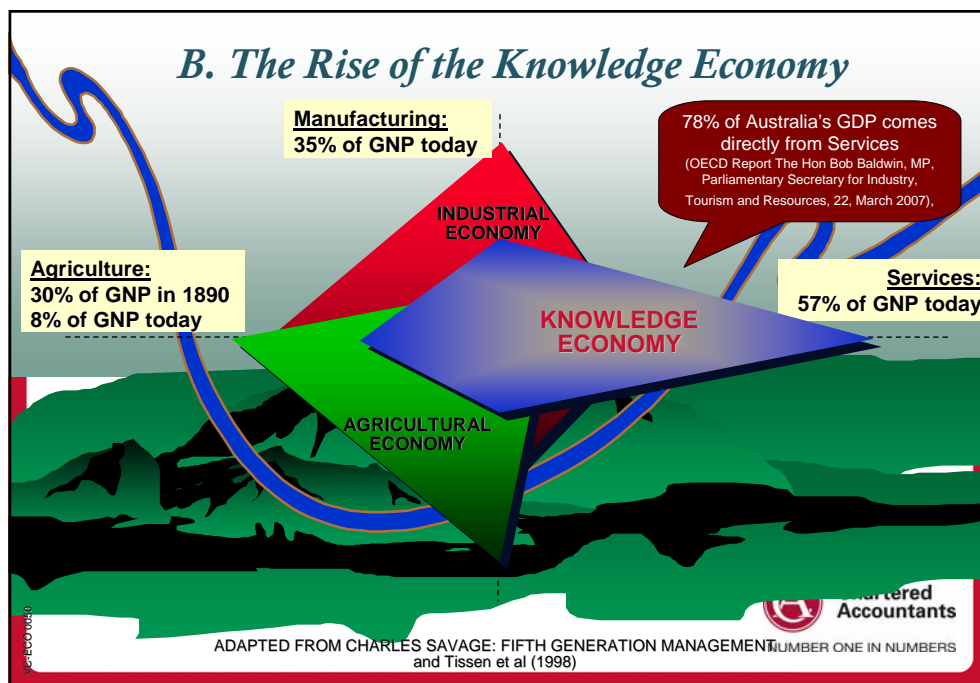 B. The Rise of the Knowledge Economy
Manufacturing:
35% of GNP today
78% of Australia's GDP comes
directly from Services
(OECD Report The Hon Bob Baldwin, MP,
Parliamentary Secretary for Industry,
Tourism and Resources, 22, March 2007),
INDUSTRIAL
ECONOMY
Agriculture:
30% of GNP in 1890
8% of GNP today
Services:
57% of GNP today
KNOWLEDGE
ECONOMY
AGRICULTURAL
ECONOMY
Accountants
NUMBER ONE IN NUMBERS
ADAPTED FROM CHARLES SAVAGE: FIFTH GENERATION MANAGEMENT
and Tissen et al (1998)